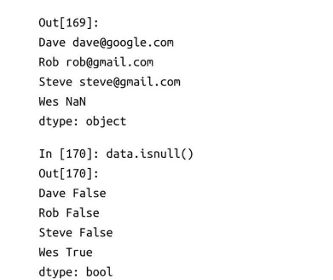 Out[169]:
Dave dave@google.com
Rob rob@gmail.com
Steve steve@gmail.com
Wes NaN
dtype: object
In [170]: data.isnull()
Out[170]:
Dave False
Rob False
Steve False
Wes True
dtype: bool